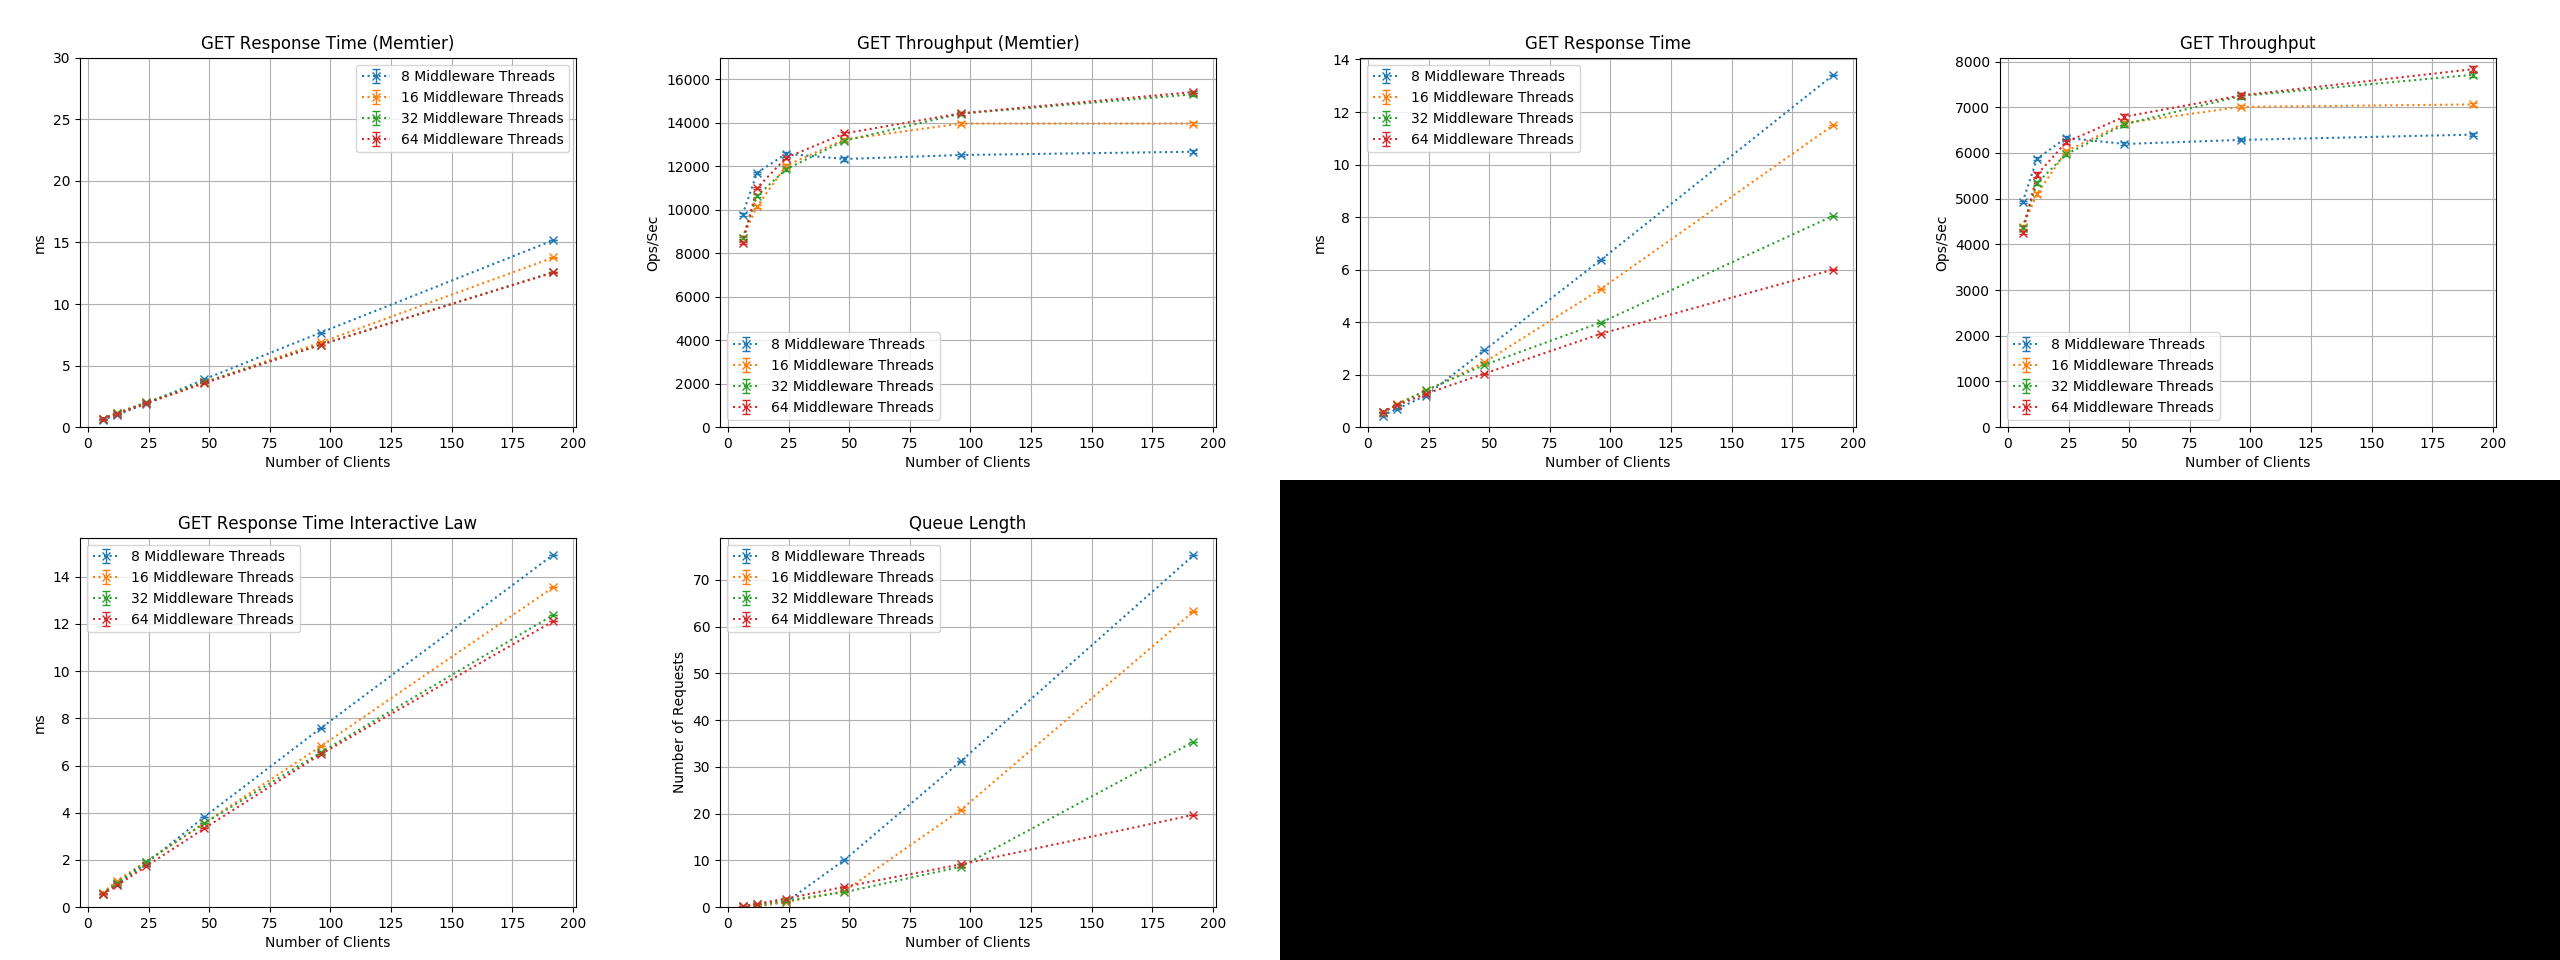 GET Response Time (Memtier)
30
25
20
15
10
5
0
ms
0 25 50 75 100 125 150 175 200
Number of Clients
8 Middleware Threads
16 Middleware Threads
32 Middleware Threads
64 Middleware Threads
GET Throughput (Memtier)
16000
14000
12000
10000
8000
6000
4000
2000
0
Ops/Sec
8 Middleware Threads
16 Middleware Threads
32 Middleware Threads
64 Middleware Threads
0 25 50 75 100 125 150 175 200
Number of Clients
GET Response Time
14
12
10
8
6
4
2
0
ms
8 Middleware Threads
16 Middleware Threads
32 Middleware Threads
64 Middleware Threads
0 25 50 75 100 125 150 175 200
Number of Clients
GET Throughput
8000
7000
6000
5000
4000
3000
2000
1000
0
Ops/Sec
8 Middleware Threads
16 Middleware Threads
32 Middleware Threads
64 Middleware Threads
0 25 50 75 100 125 150 175 200
Number of Clients
GET Response Time Interactive Law
14
12
10
8
6
4
2
0
ms
8 Middleware Threads
16 Middleware Threads
32 Middleware Threads
64 Middleware Threads
0 25 50 75 100 125 150 175 200
Number of Clients
Queue Length
70
60
50
40
30
20
10
0
Number of Requests
8 Middleware Threads
16 Middleware Threads
32 Middleware Threads
64 Middleware Threads
0 25 50 75 100 125 150 175 200
Number of Clients